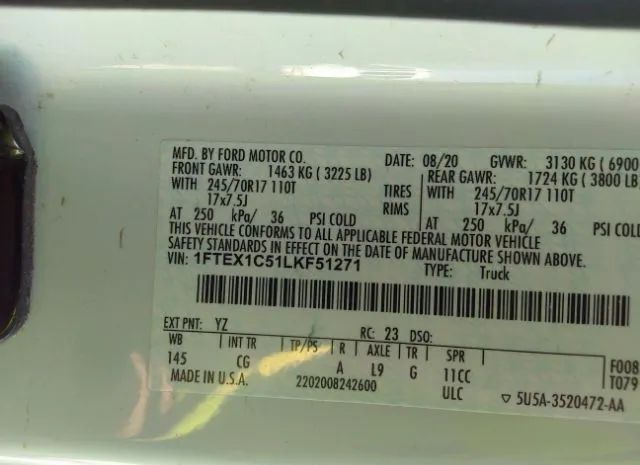 MFD. BY FORD MOTOR CO. DATE: 08/20 GVWR: 3130 KG ( 6900
FRONT GAWR: 1463 KG ( 3225 LB) REAR GAWR: 1724 KG ( 3800 LB
WITH 245/70R17 110T TIRES WITH 245/70R17 110T
17x7.5J RIMS 17x7.5J
AT 250 kPa/ 36 PSI COLD AT 250 kPa/ 36 PSI COL
THIS VEHICLE CONFORMS TO ALL APPLICABLE FEDERAL MOTOR VEHICLE
SAFETY STANDARDS IN EFFECT ON THE DATE OF MANUFACTURE SHOWN ABOVE.
VIN: 1FTEX1C51LKF51271 TYPE: Truck
EXT PNT: YZ RC: 23 DSO:
WB INT TR TP/PS R AXLE TR SPR F008
145 CG A L9 G 11CC T079
MADE IN U.S.A. 2202008242600 ULC ▽ 5U5A-3520472-AA